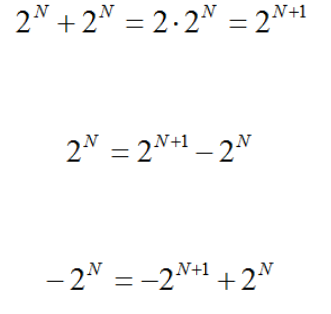 2^N + 2^N = 2 · 2^N = 2^{N+1}
2^N = 2^{N+1} − 2^N
−2^N = −2^{N+1} + 2^N